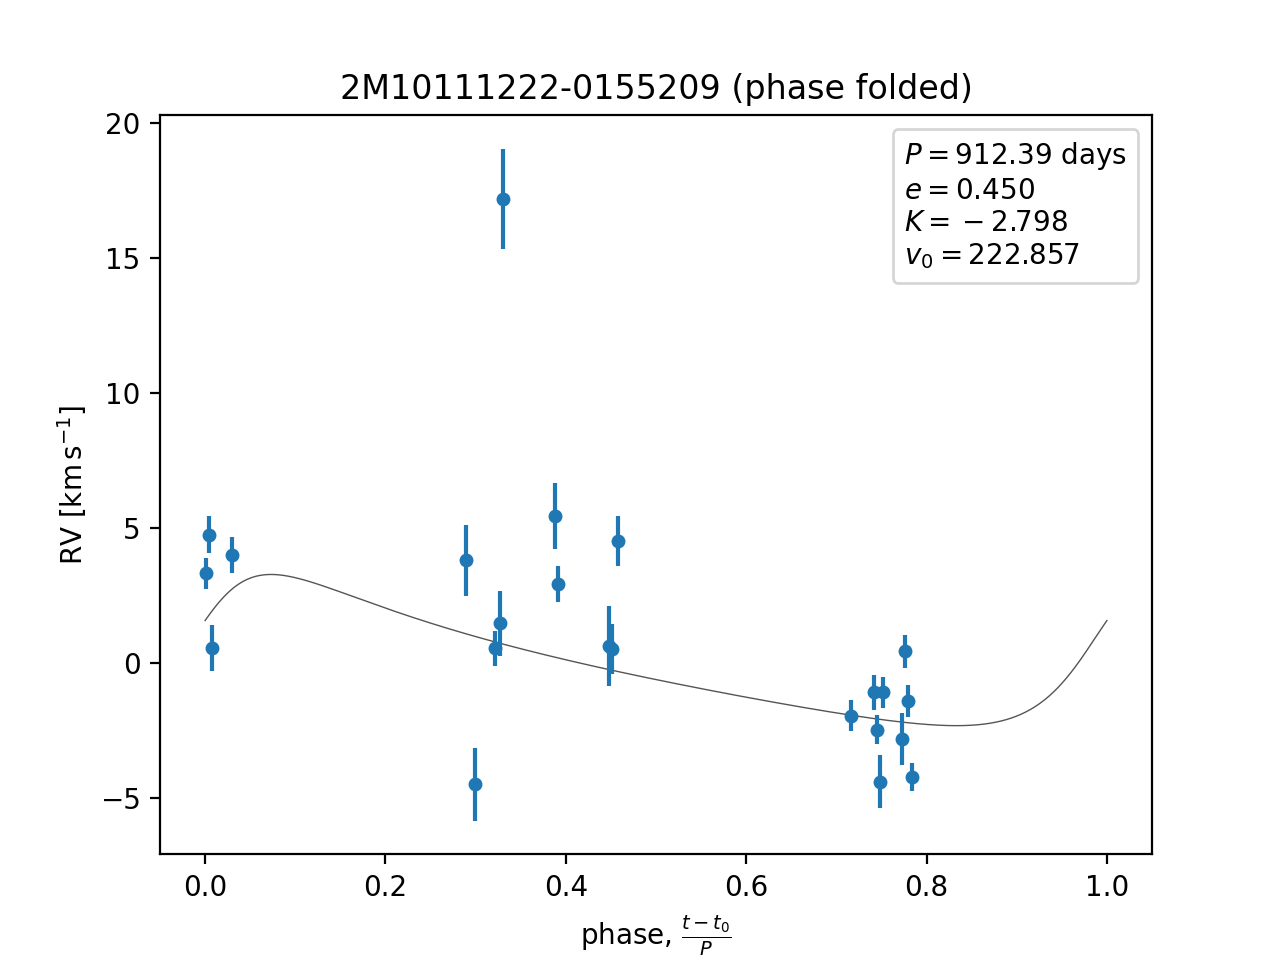 2M10111222-0155209 (phase folded)
P = 912.39 days
e = 0.450
K = −2.798
v₀ = 222.857
RV [km s⁻¹]
20
15
10
5
0
−5
0.0 0.2 0.4 0.6 0.8 1.0
phase, (t − t₀)/P